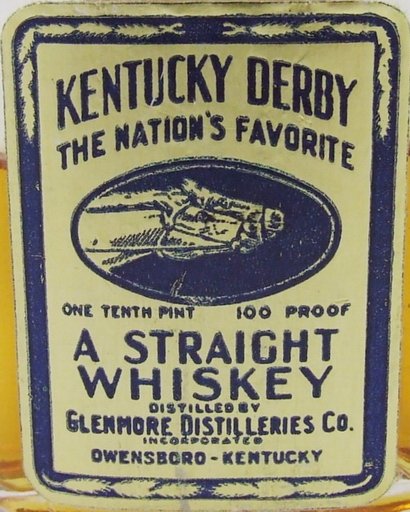 KENTUCKY DERBY
THE NATION'S FAVORITE
ONE TENTH PINT 100 PROOF
A STRAIGHT
WHISKEY
DISTILLED BY
GLENMORE DISTILLERIES CO.
INCORPORATED
OWENSBORO - KENTUCKY